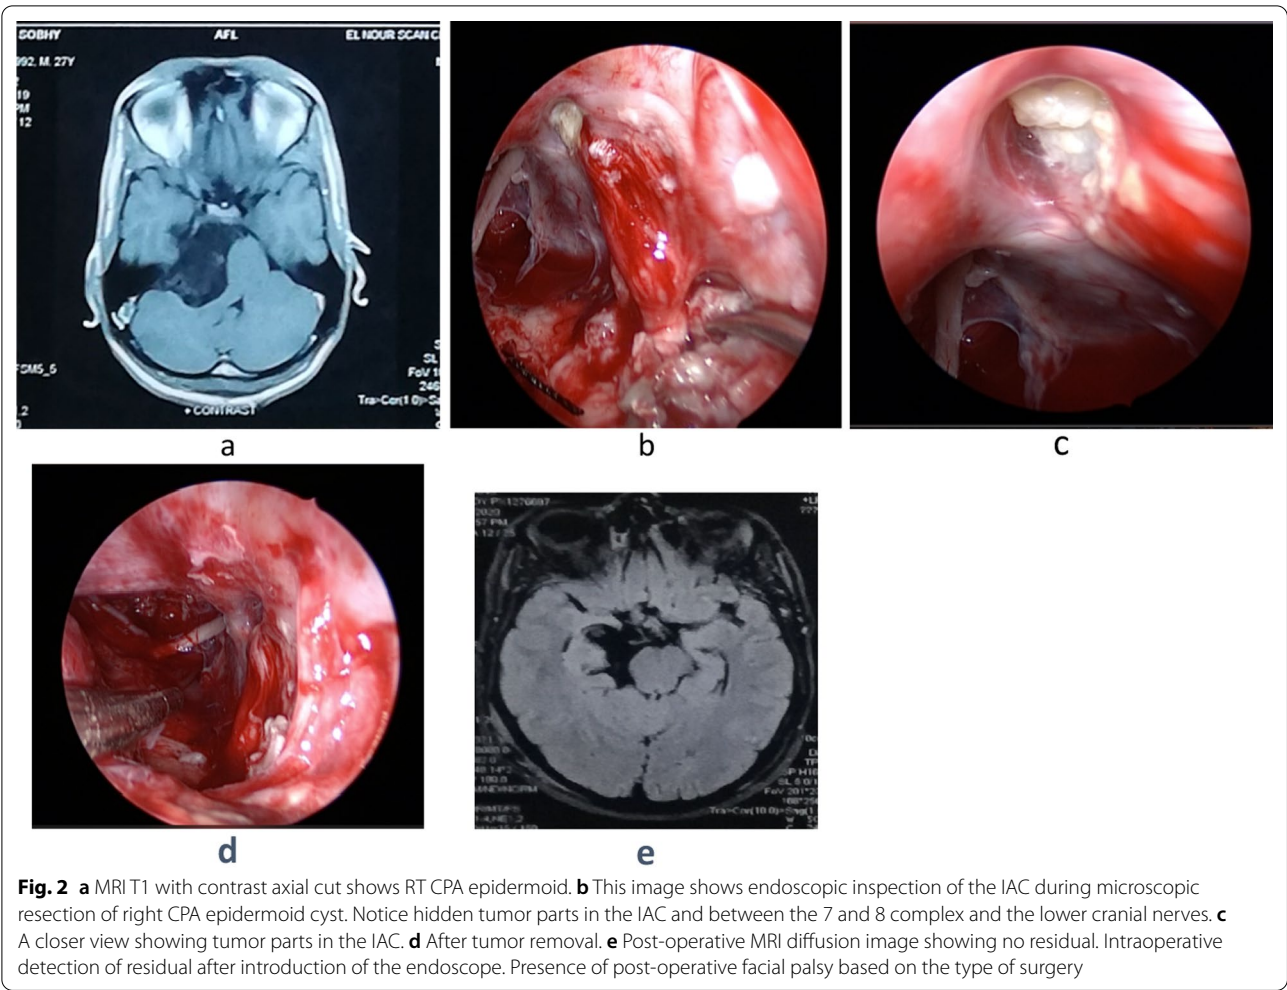 SOBHY AFL EL NOUR SCAN C
992, M, 27Y
19
PM
12
FSM5_5
.2
SL
FoV 1
246
Tra>Cor(1.0)>Sa
+ CONTRAST
a b c
2020
57 PM
Tra>Cor(10.0)>Sag(1
d e
Fig. 2 a MRI T1 with contrast axial cut shows RT CPA epidermoid. b This image shows endoscopic inspection of the IAC during microscopic
resection of right CPA epidermoid cyst. Notice hidden tumor parts in the IAC and between the 7 and 8 complex and the lower cranial nerves. c
A closer view showing tumor parts in the IAC. d After tumor removal. e Post-operative MRI diffusion image showing no residual. Intraoperative
detection of residual after introduction of the endoscope. Presence of post-operative facial palsy based on the type of surgery